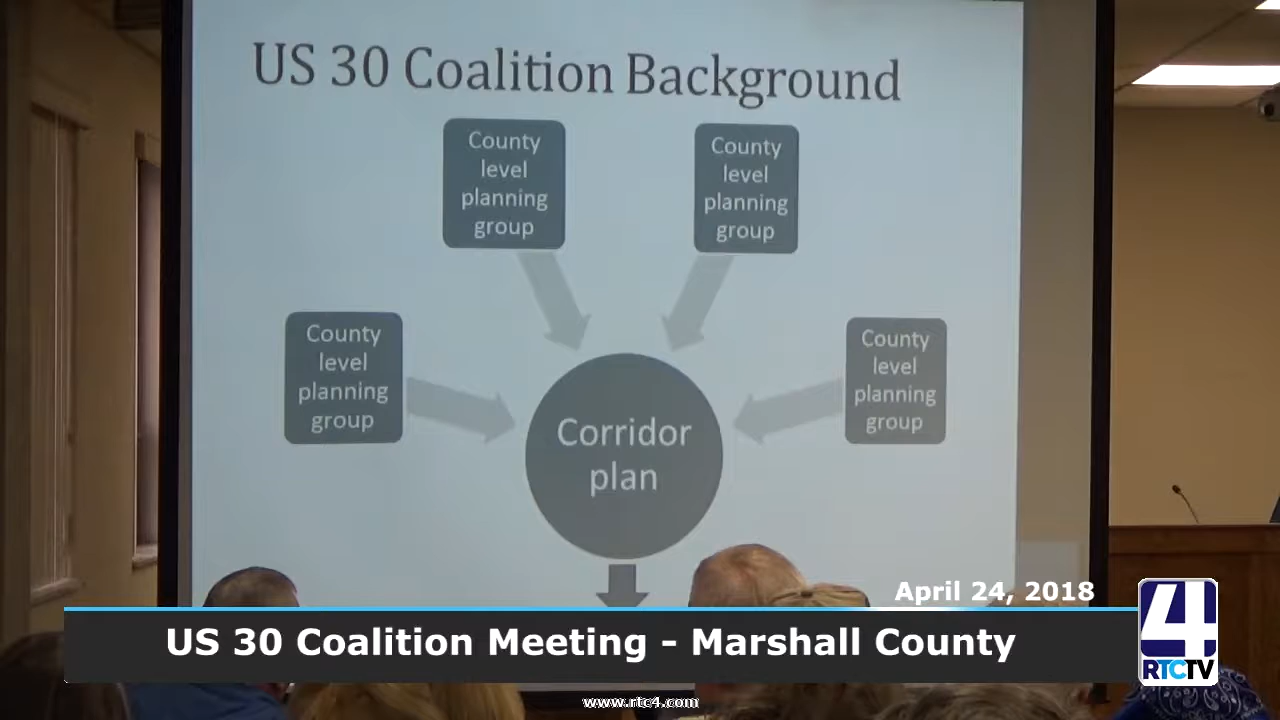 US 30 Coalition Background
County
level
planning
group
County
level
planning
group
County
level
planning
group
County
level
planning
group
Corridor
plan
April 24, 2018
US 30 Coalition Meeting - Marshall County
4
RTCTV
www.rtc4.com